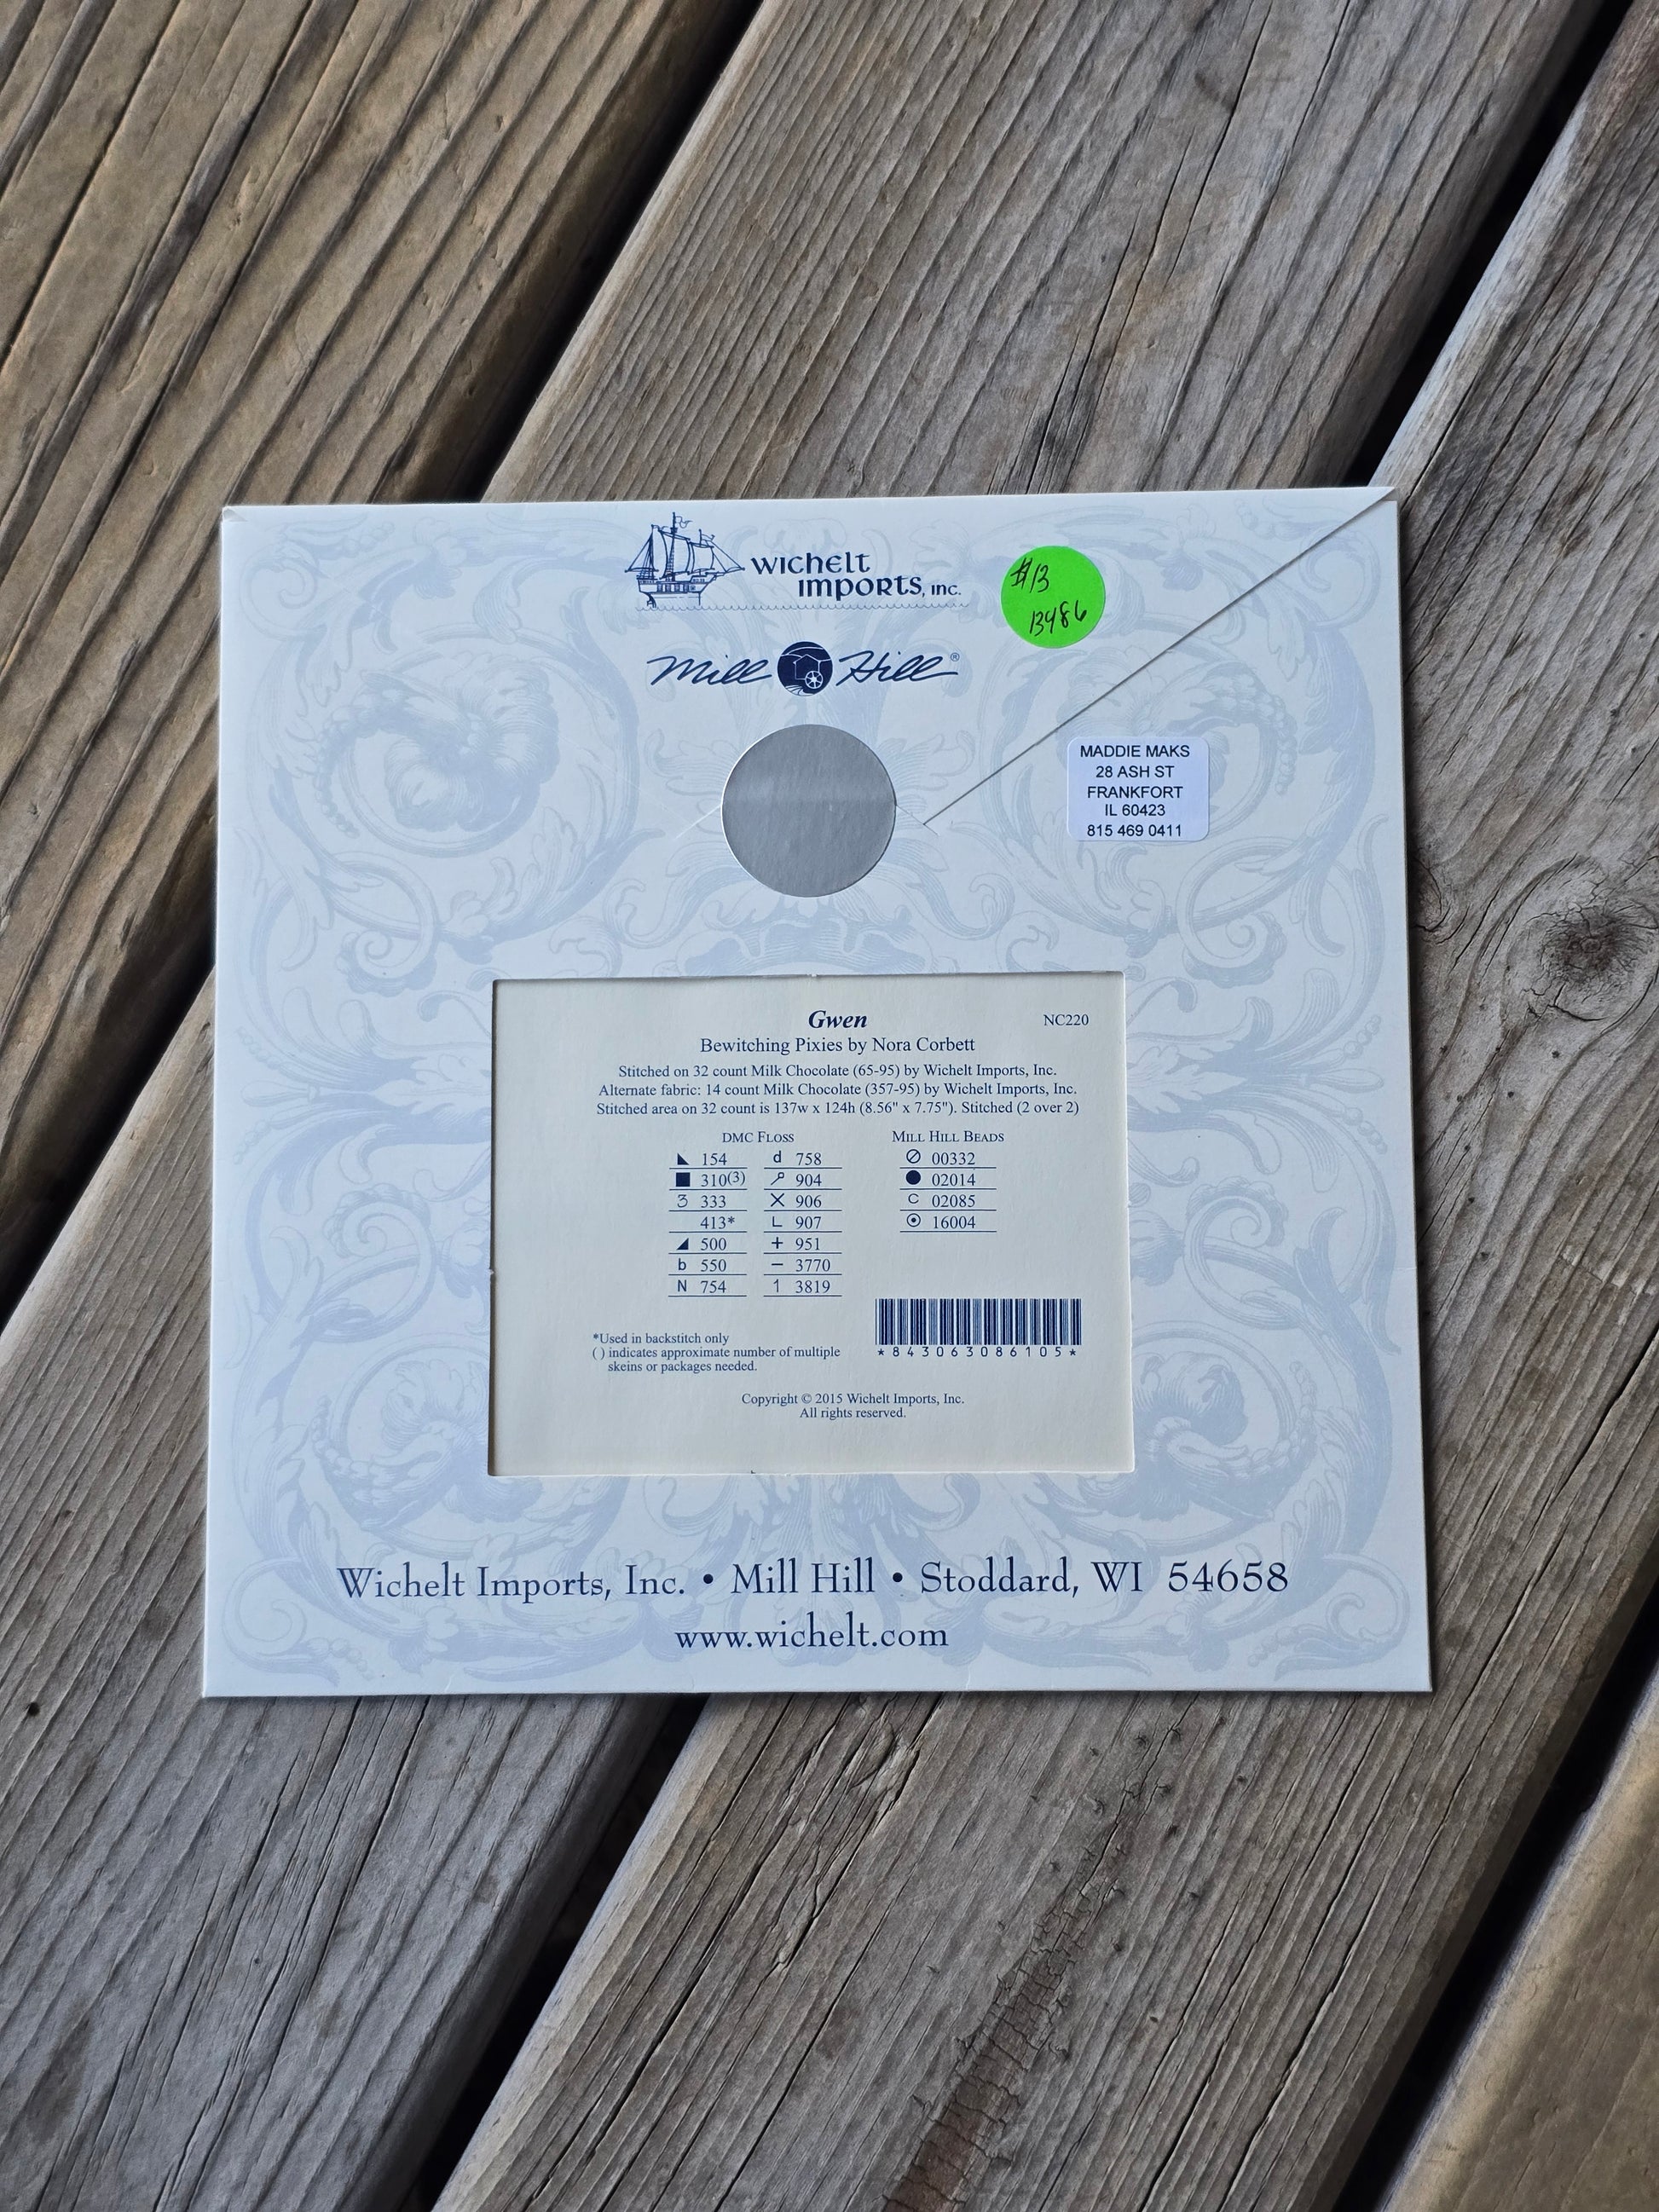 WICHELT
IMPORTS, INC.
$13
13486
Mill Hill®
MADDIE MAKS
28 ASH ST
FRANKFORT
IL 60423
815 469 0411
Gwen NC220
Bewitching Pixies by Nora Corbett
Stitched on 32 count Milk Chocolate (65-95) by Wichelt Imports, Inc.
Alternate fabric: 14 count Milk Chocolate (357-95) by Wichelt Imports, Inc.
Stitched area on 32 count is 137w x 124h (8.56" x 7.75"). Stitched (2 over 2)
DMC FLOSS MILL HILL BEADS
◣ 154 d 758 ⊘ 00332
■ 310(3) 904 ● 02014
3 333 X 906 C 02085
413* L 907 ⊙ 16004
◢ 500 + 951
b 550 − 3770
N 754 1 3819
*843063086105*
*Used in backstitch only
( ) indicates approximate number of multiple
skeins or packages needed.
Copyright © 2015 Wichelt Imports, Inc.
All rights reserved.
Wichelt Imports, Inc. • Mill Hill • Stoddard, WI 54658
www.wichelt.com